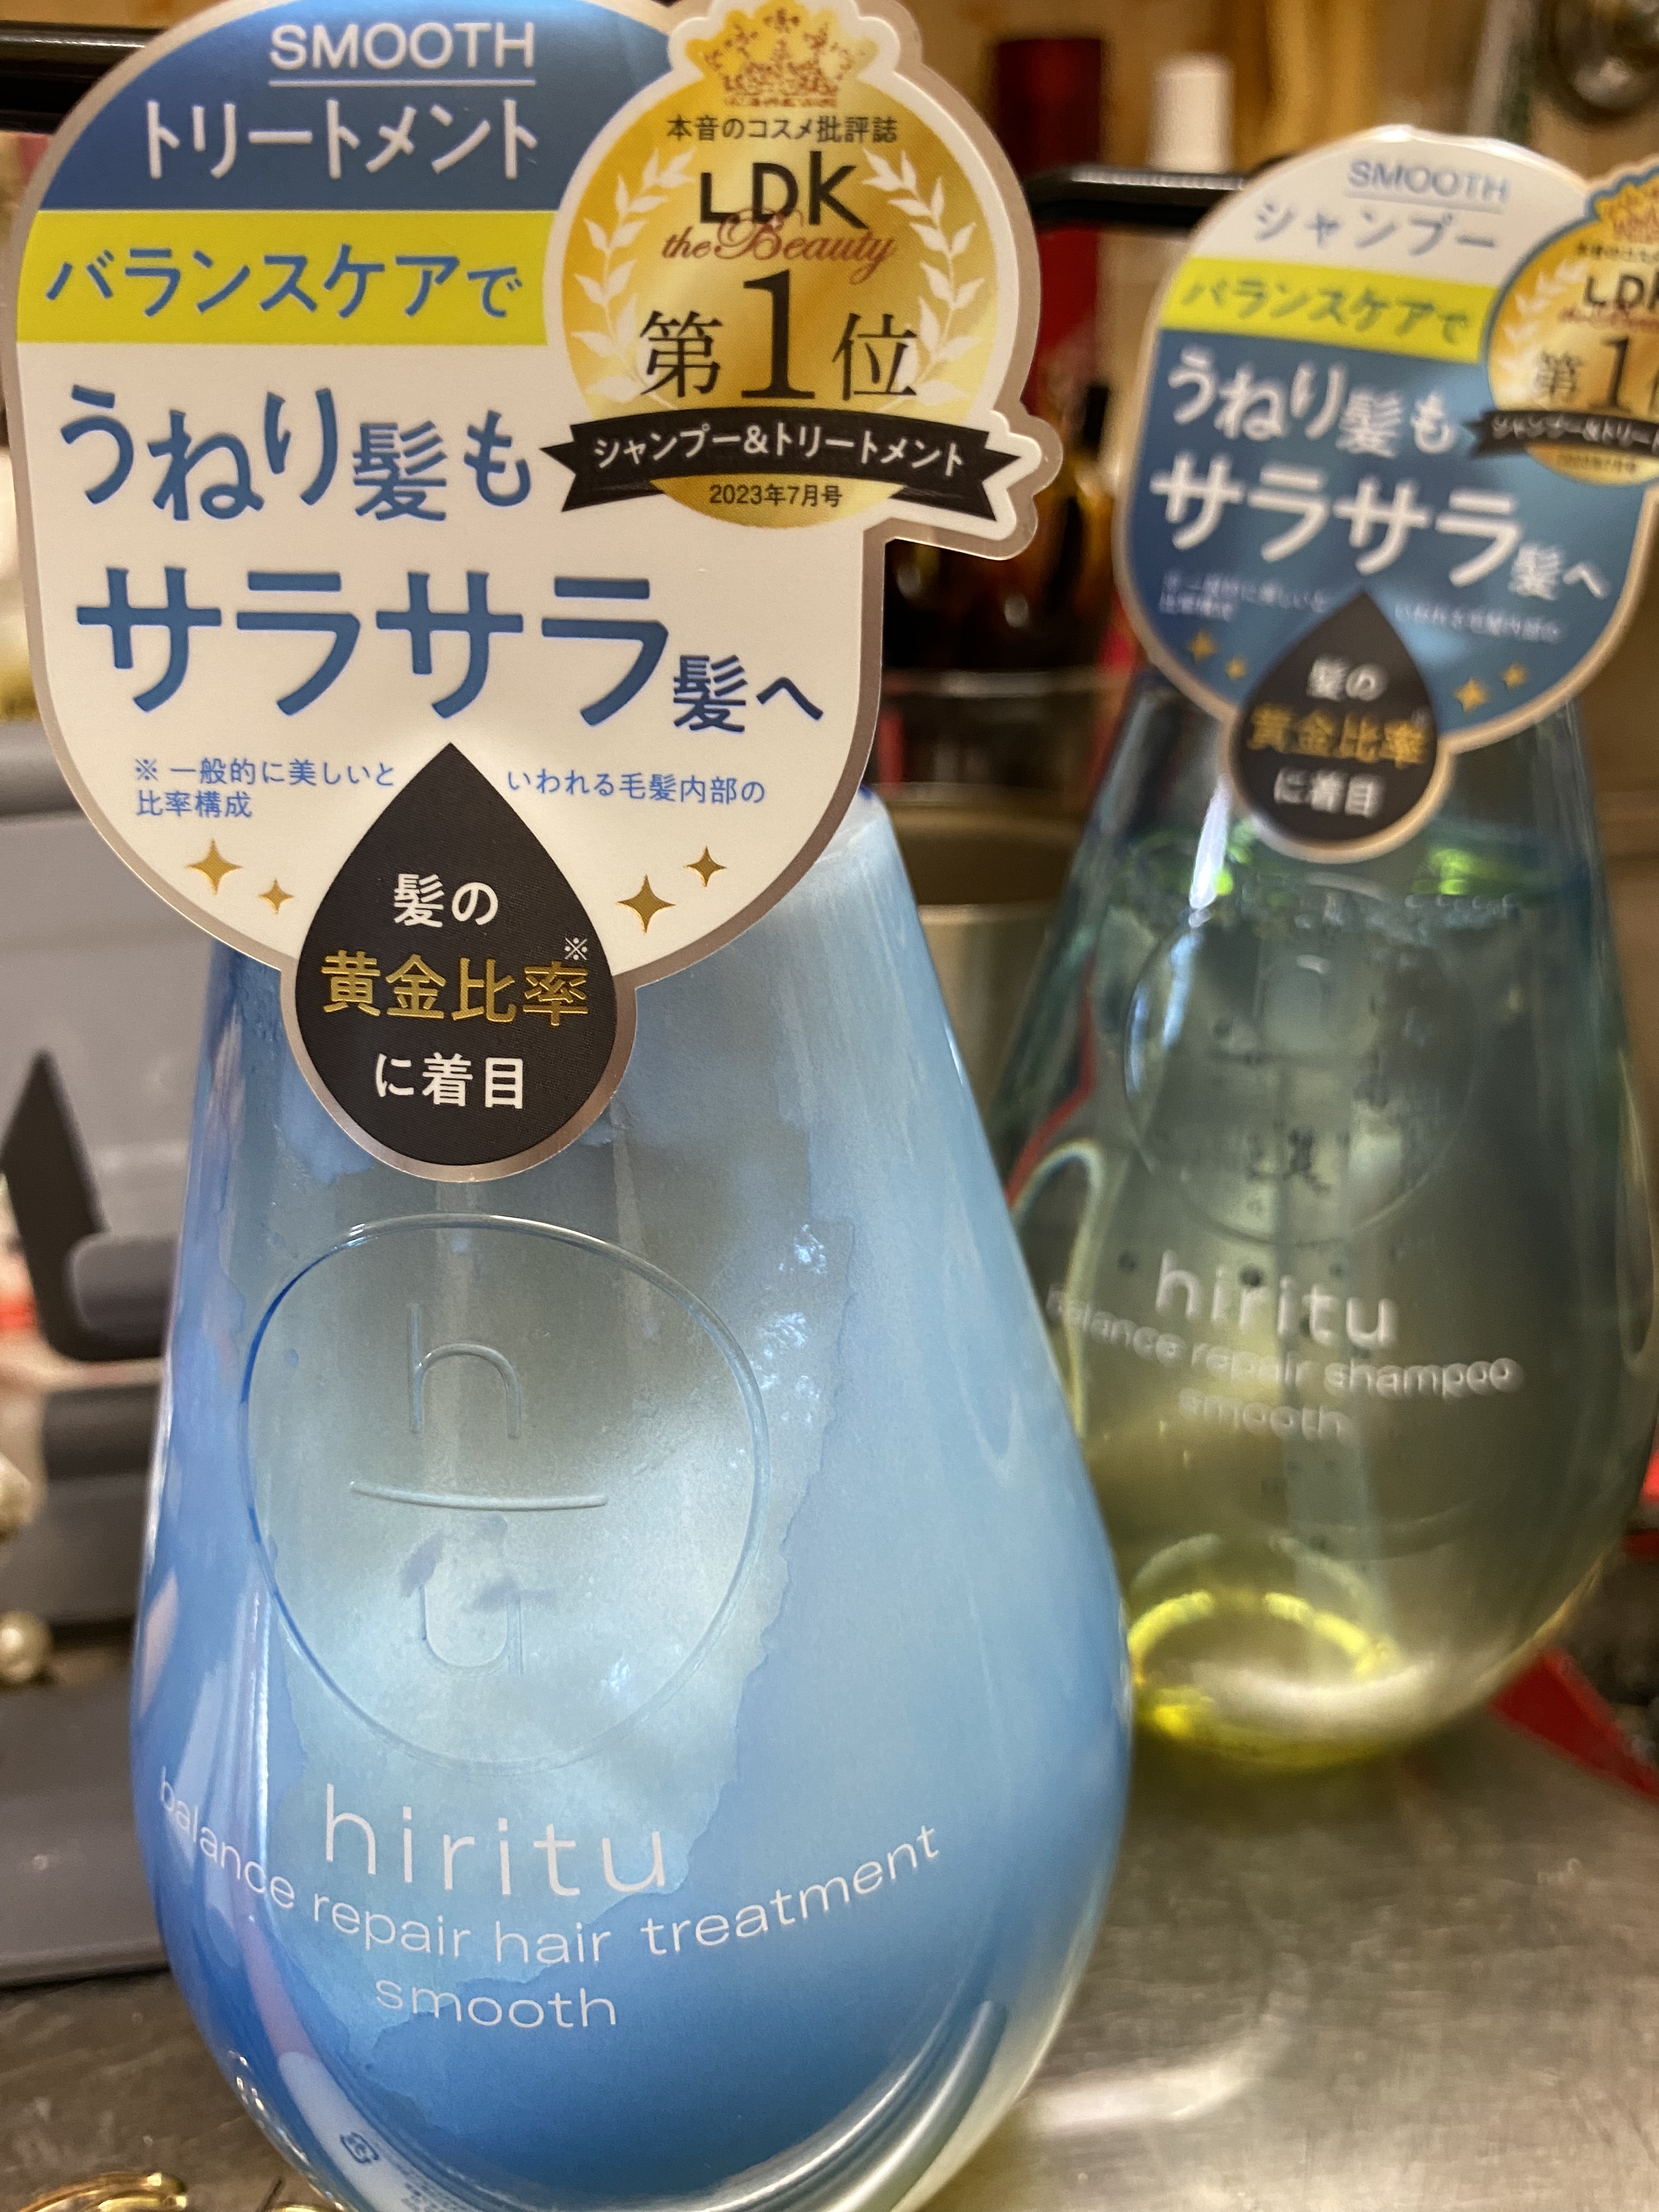 SMOOTH
トリートメント
バランスケアで
うねり髪も
サラサラ髪へ
※一般的に美しいといわれる毛髪内部の
比率構成
髪の
黄金比率※
に着目
本音のコスメ批評誌
LDK
the Beauty
第1位
シャンプー&トリートメント
2023年7月号
h
u
hiritu
balance repair hair treatment
smooth
SMOOTH
シャンプー
バランスケアで
うねり髪も
サラサラ髪へ
髪の
黄金比率
に着目
第1位
hiritu
balance repair shampoo
smooth